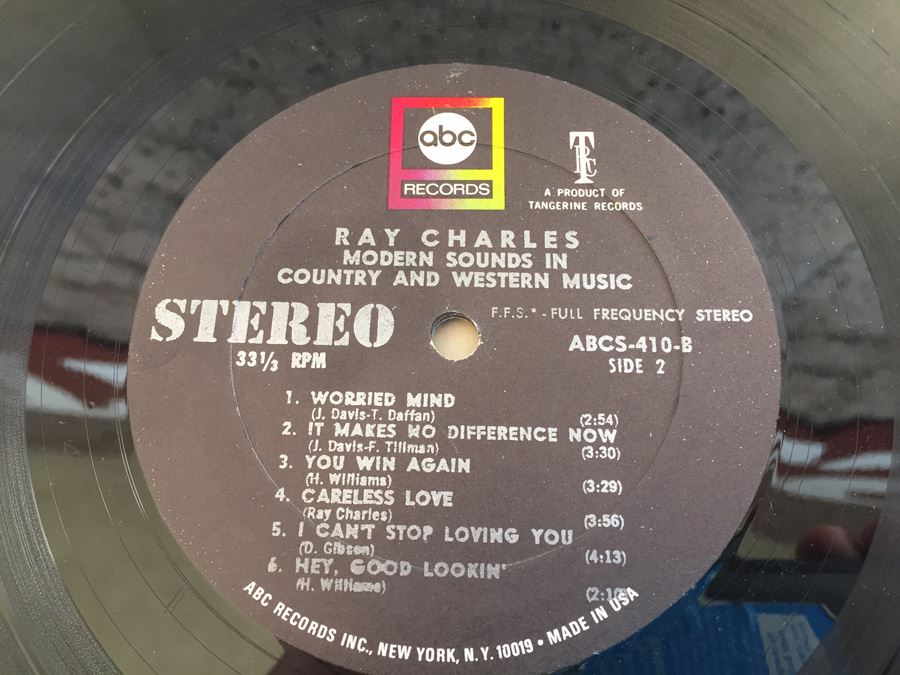 abc
RECORDS
TRC
A PRODUCT OF
TANGERINE RECORDS
RAY CHARLES
MODERN SOUNDS IN
COUNTRY AND WESTERN MUSIC
STEREO
33⅓ RPM
F.F.S.* - FULL FREQUENCY STEREO
ABCS-410-B
SIDE 2
1. WORRIED MIND
(J. Davis-T. Daffan) (2:54)
2. IT MAKES NO DIFFERENCE NOW
(J. Davis-F. Tillman) (3:30)
3. YOU WIN AGAIN
(H. Williams) (3:29)
4. CARELESS LOVE
(Ray Charles) (3:56)
5. I CAN'T STOP LOVING YOU
(D. Gibson) (4:13)
6. HEY, GOOD LOOKIN'
(H. Williams)
ABC RECORDS INC., NEW YORK, N.Y. 10019 • MADE IN USA